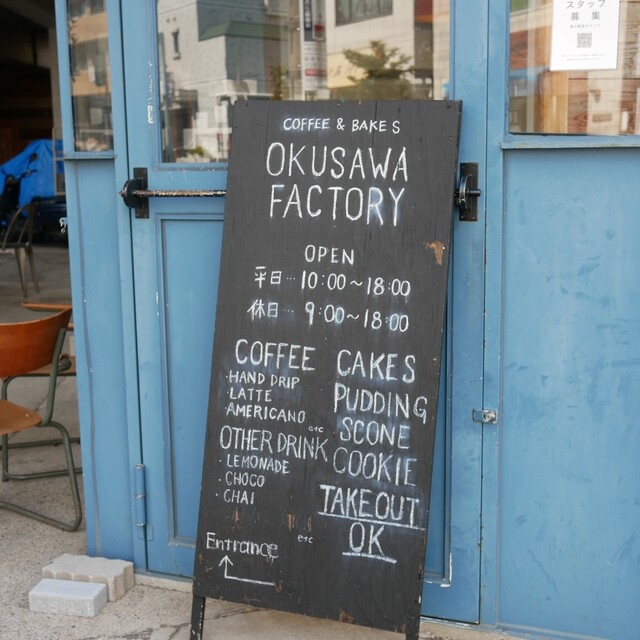 スタッフ
募集
COFFEE & BAKES
OKUSAWA
FACTORY
OPEN
平日… 10:00~18:00
休日… 9:00~18:00
COFFEE
・HAND DRIP
・LATTE
・AMERICANO
etc
OTHER DRINK
・LEMONADE
・CHOCO
・CHAI
etc
CAKES
PUDDING
SCONE
COOKIE
TAKEOUT
OK
Entrance